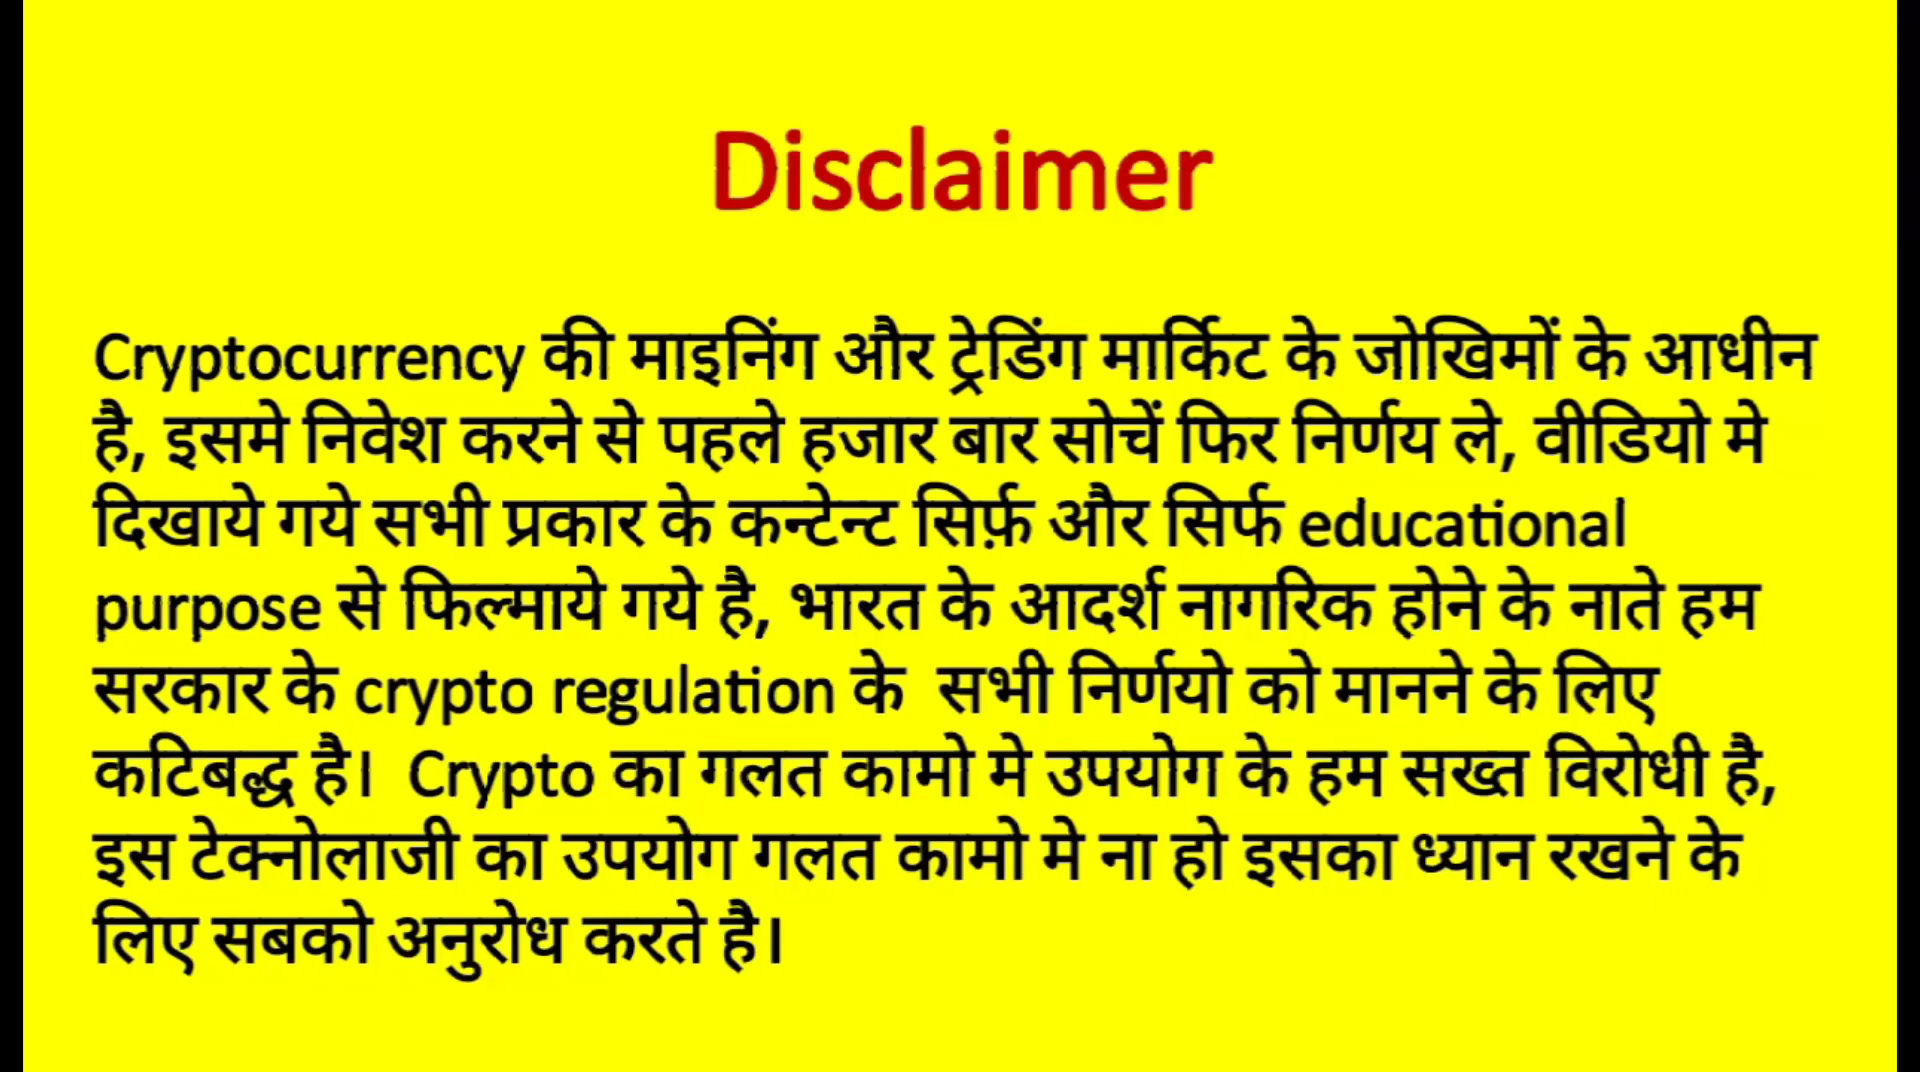 Disclaimer
Cryptocurrency की माइनिंग और ट्रेडिंग मार्किट के जोखिमों के आधीन
है, इसमे निवेश करने से पहले हजार बार सोचें फिर निर्णय ले, वीडियो मे
दिखाये गये सभी प्रकार के कन्टेन्ट सिर्फ़ और सिर्फ educational
purpose से फिल्माये गये है, भारत के आदर्श नागरिक होने के नाते हम
सरकार के crypto regulation के सभी निर्णयो को मानने के लिए
कटिबद्ध है। Crypto का गलत कामो मे उपयोग के हम सख्त विरोधी है,
इस टेक्नोलाजी का उपयोग गलत कामो मे ना हो इसका ध्यान रखने के
लिए सबको अनुरोध करते है।